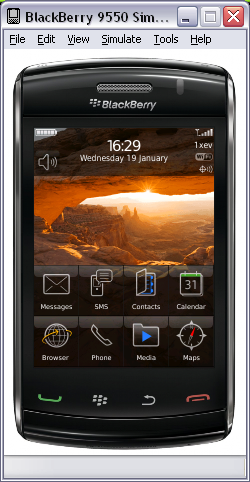 BlackBerry 9550 Sim...
File Edit View Simulate Tools Help
BlackBerry
16:29
1xev
Wednesday 19 January
31
Messages SMS Contacts Calendar
Browser Phone Media Maps